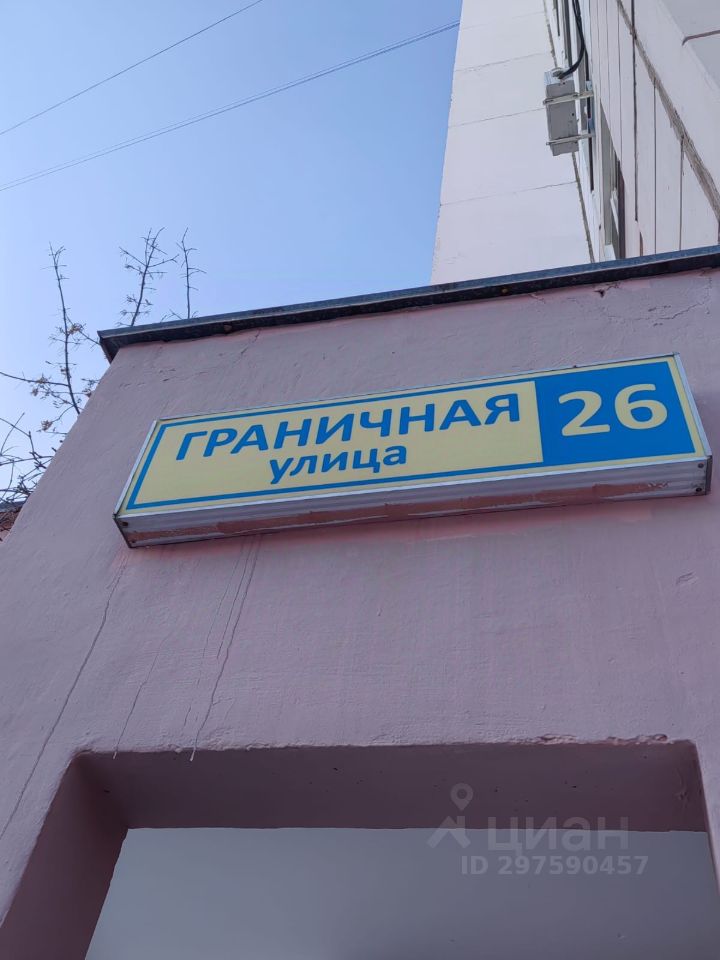 ГРАНИЧНАЯ 26
улица
циан
ID 297590457